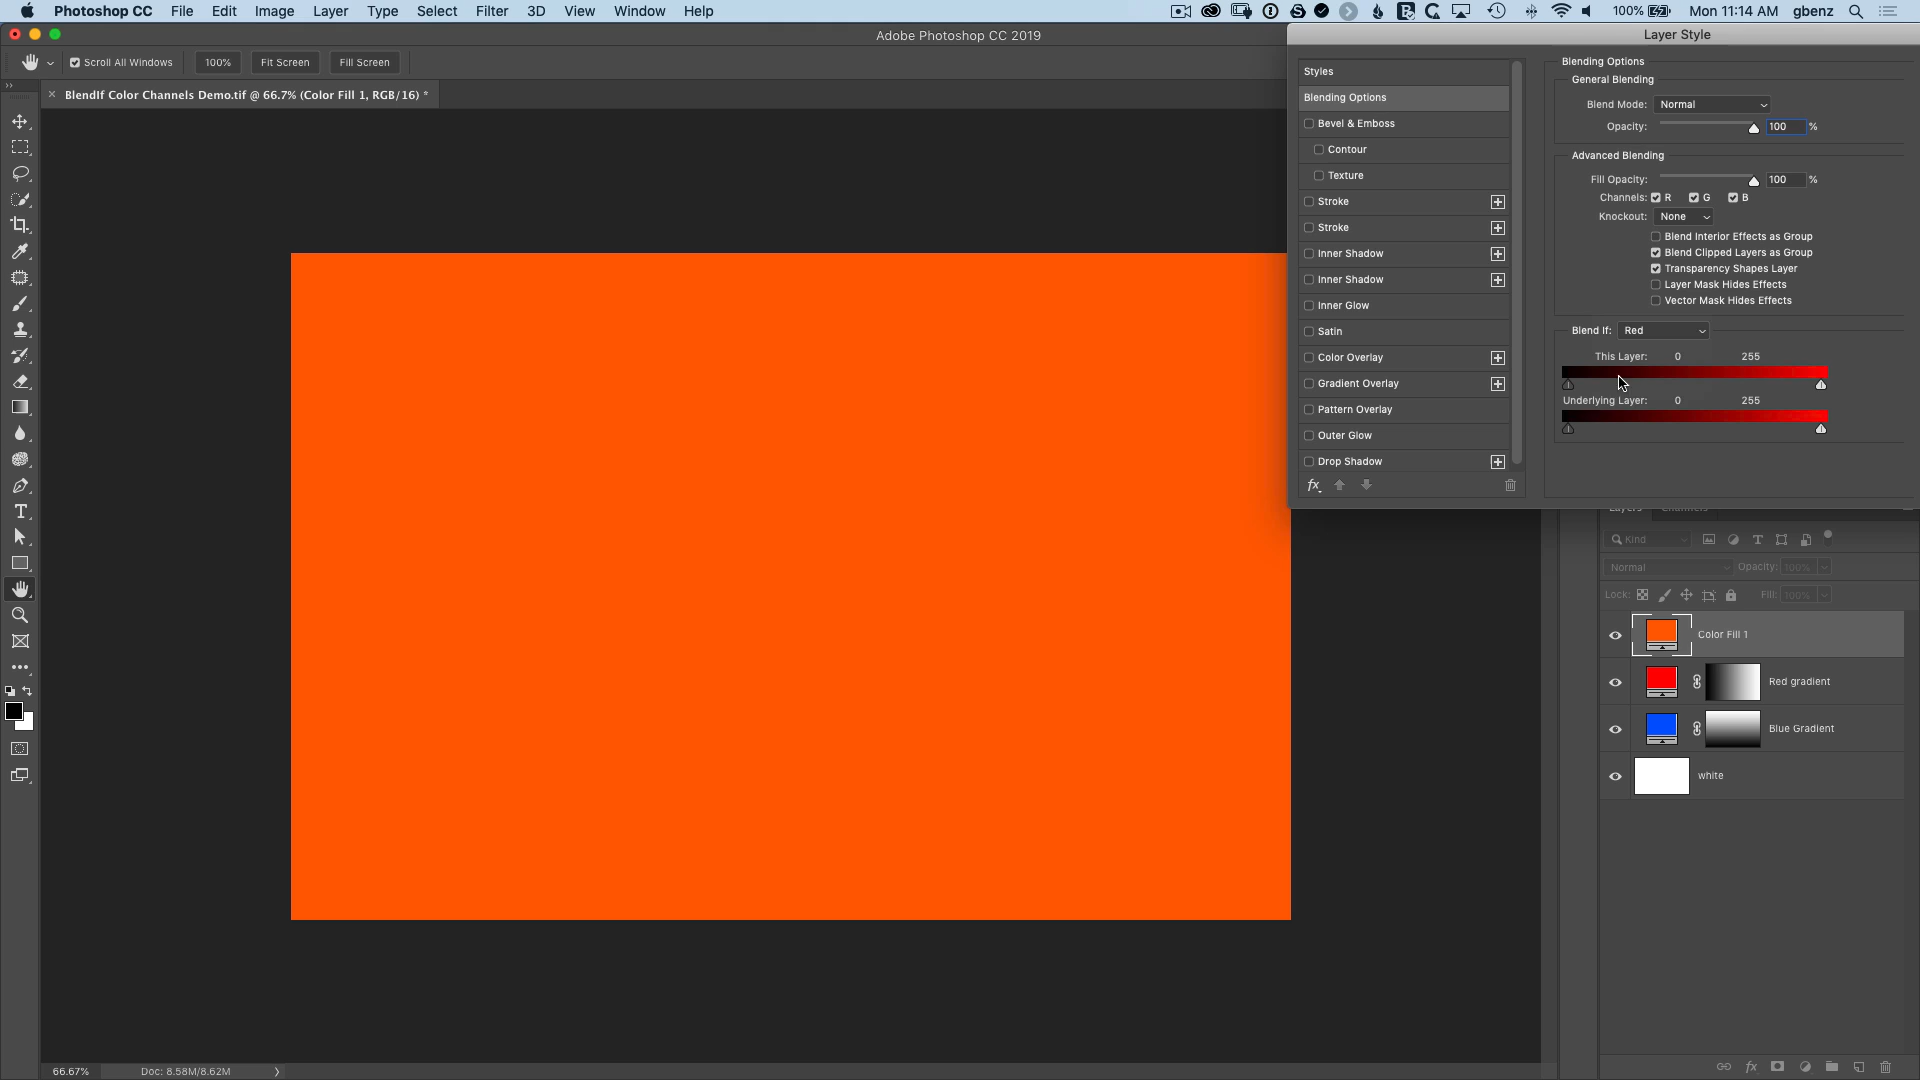 Photoshop CC File Edit Image Layer Type Select Filter 3D View Window Help 100% Mon 11:14 AM gbenz
Adobe Photoshop CC 2019
Layer Style
Scroll All Windows 100% Fit Screen Fill Screen
BlendIf Color Channels Demo.tif @ 66.7% (Color Fill 1, RGB/16) *
Styles
Blending Options
Bevel & Emboss
Contour
Texture
Stroke
Stroke
Inner Shadow
Inner Shadow
Inner Glow
Satin
Color Overlay
Gradient Overlay
Pattern Overlay
Outer Glow
Drop Shadow
fx
Blending Options
General Blending
Blend Mode: Normal
Opacity: 100 %
Advanced Blending
Fill Opacity: 100 %
Channels: R G B
Knockout: None
Blend Interior Effects as Group
Blend Clipped Layers as Group
Transparency Shapes Layer
Layer Mask Hides Effects
Vector Mask Hides Effects
Blend If: Red
This Layer: 0 255
Underlying Layer: 0 255
Layers Channels
Kind
Normal Opacity: 100%
Lock: Fill: 100%
Color Fill 1
Red gradient
Blue Gradient
white
fx
66.67% Doc: 8.58M/8.62M